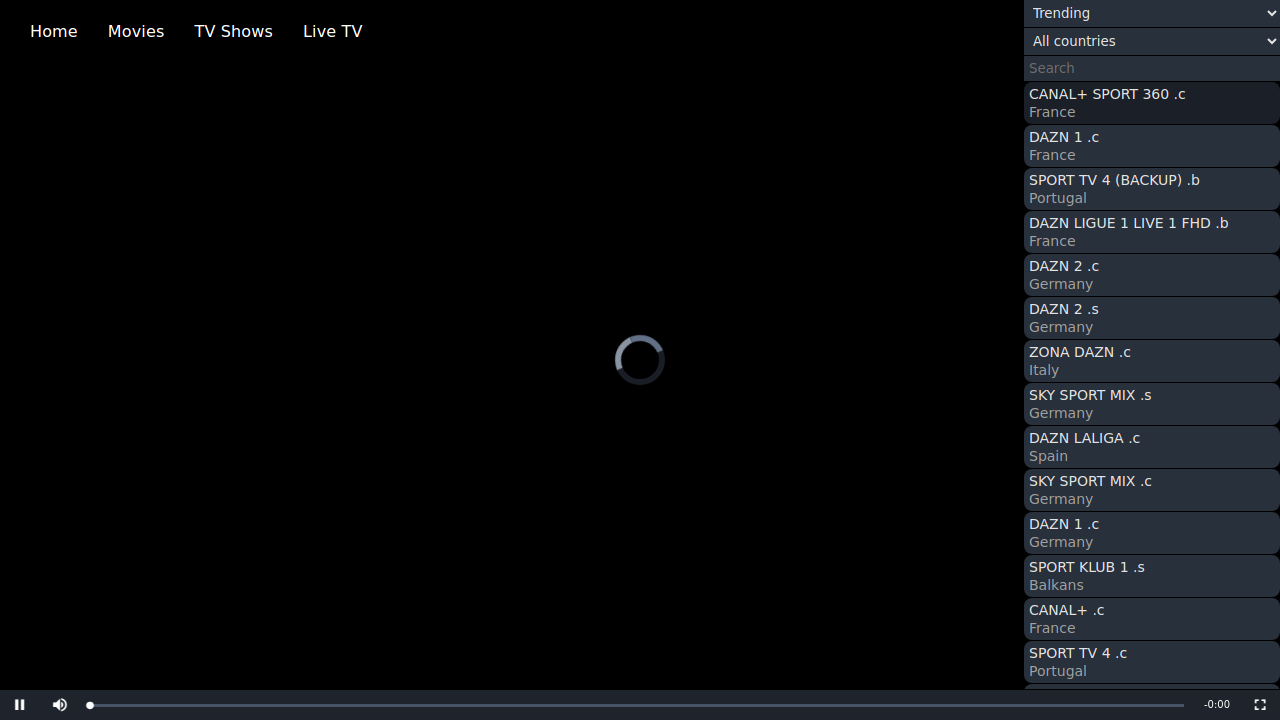 Home Movies TV Shows Live TV
Trending
All countries
Search
CANAL+ SPORT 360 .c
France
DAZN 1 .c
France
SPORT TV 4 (BACKUP) .b
Portugal
DAZN LIGUE 1 LIVE 1 FHD .b
France
DAZN 2 .c
Germany
DAZN 2 .s
Germany
ZONA DAZN .c
Italy
SKY SPORT MIX .s
Germany
DAZN LALIGA .c
Spain
SKY SPORT MIX .c
Germany
DAZN 1 .c
Germany
SPORT KLUB 1 .s
Balkans
CANAL+ .c
France
SPORT TV 4 .c
Portugal
-0:00